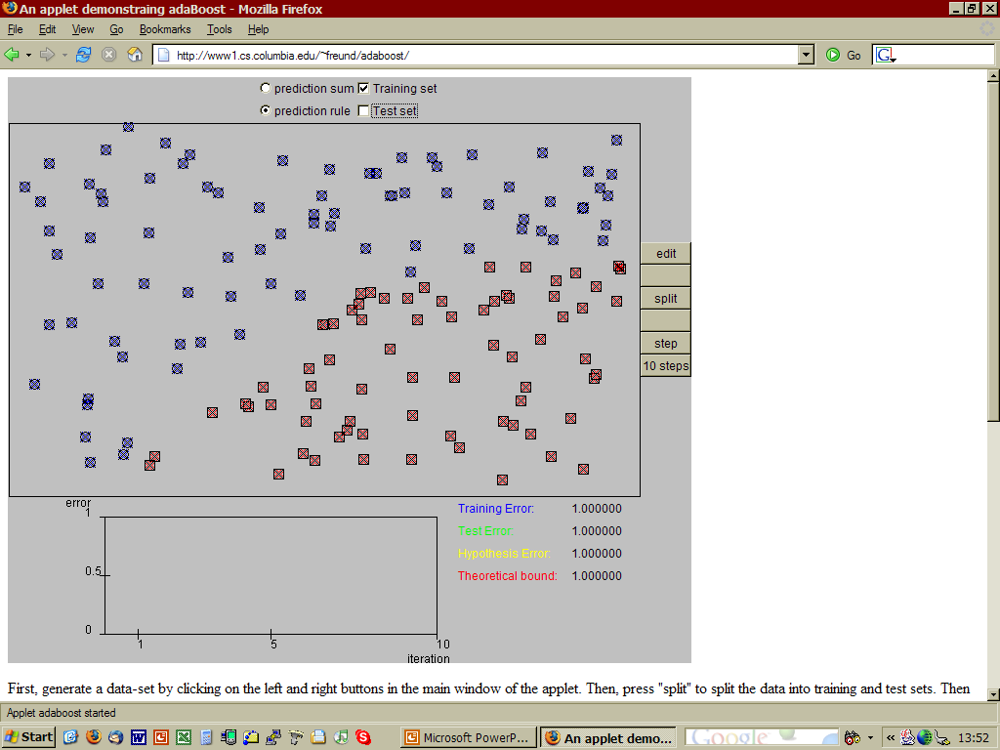 An applet demonstraing adaBoost - Mozilla Firefox
File Edit View Go Bookmarks Tools Help
http://www1.cs.columbia.edu/~freund/adaboost/ Go G
prediction sum Training set
prediction rule Test set
edit
split
step
10 steps
error
1
0.5
0
1 5 10
iteration
Training Error: 1.000000
Test Error: 1.000000
Hypothesis Error: 1.000000
Theoretical bound: 1.000000
First, generate a data-set by clicking on the left and right buttons in the main window of the applet. Then, press "split" to split the data into training and test sets. Then
Applet adaboost started
Start Microsoft PowerP... An applet demo... Google 13:52